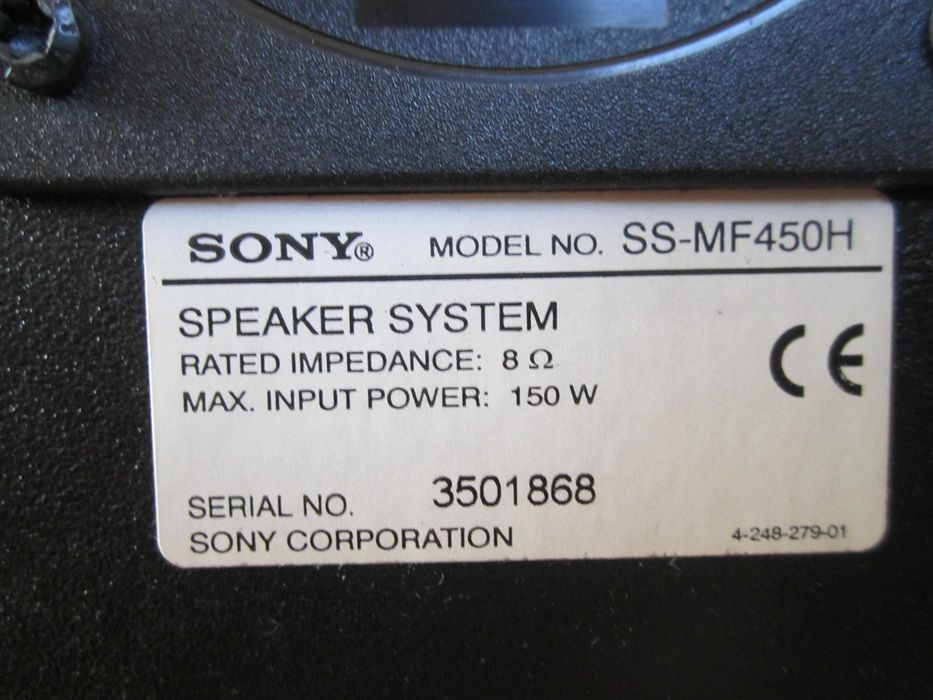 SONY® MODEL NO. SS-MF450H
SPEAKER SYSTEM
RATED IMPEDANCE: 8 Ω
MAX. INPUT POWER: 150 W
CE
SERIAL NO. 3501868
SONY CORPORATION 4-248-279-01